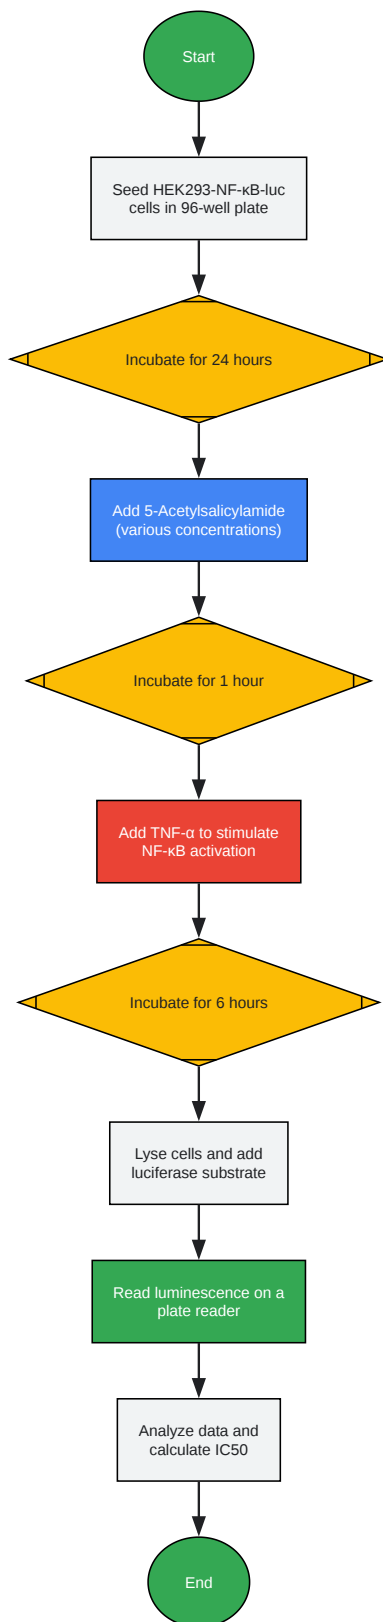 Start
Seed HEK293-NF-κB-luc
cells in 96-well plate
Incubate for 24 hours
Add 5-Acetylsalicylamide
(various concentrations)
Incubate for 1 hour
Add TNF-α to stimulate
NF-κB activation
Incubate for 6 hours
Lyse cells and add
luciferase substrate
Read luminescence on a
plate reader
Analyze data and
calculate IC50
End